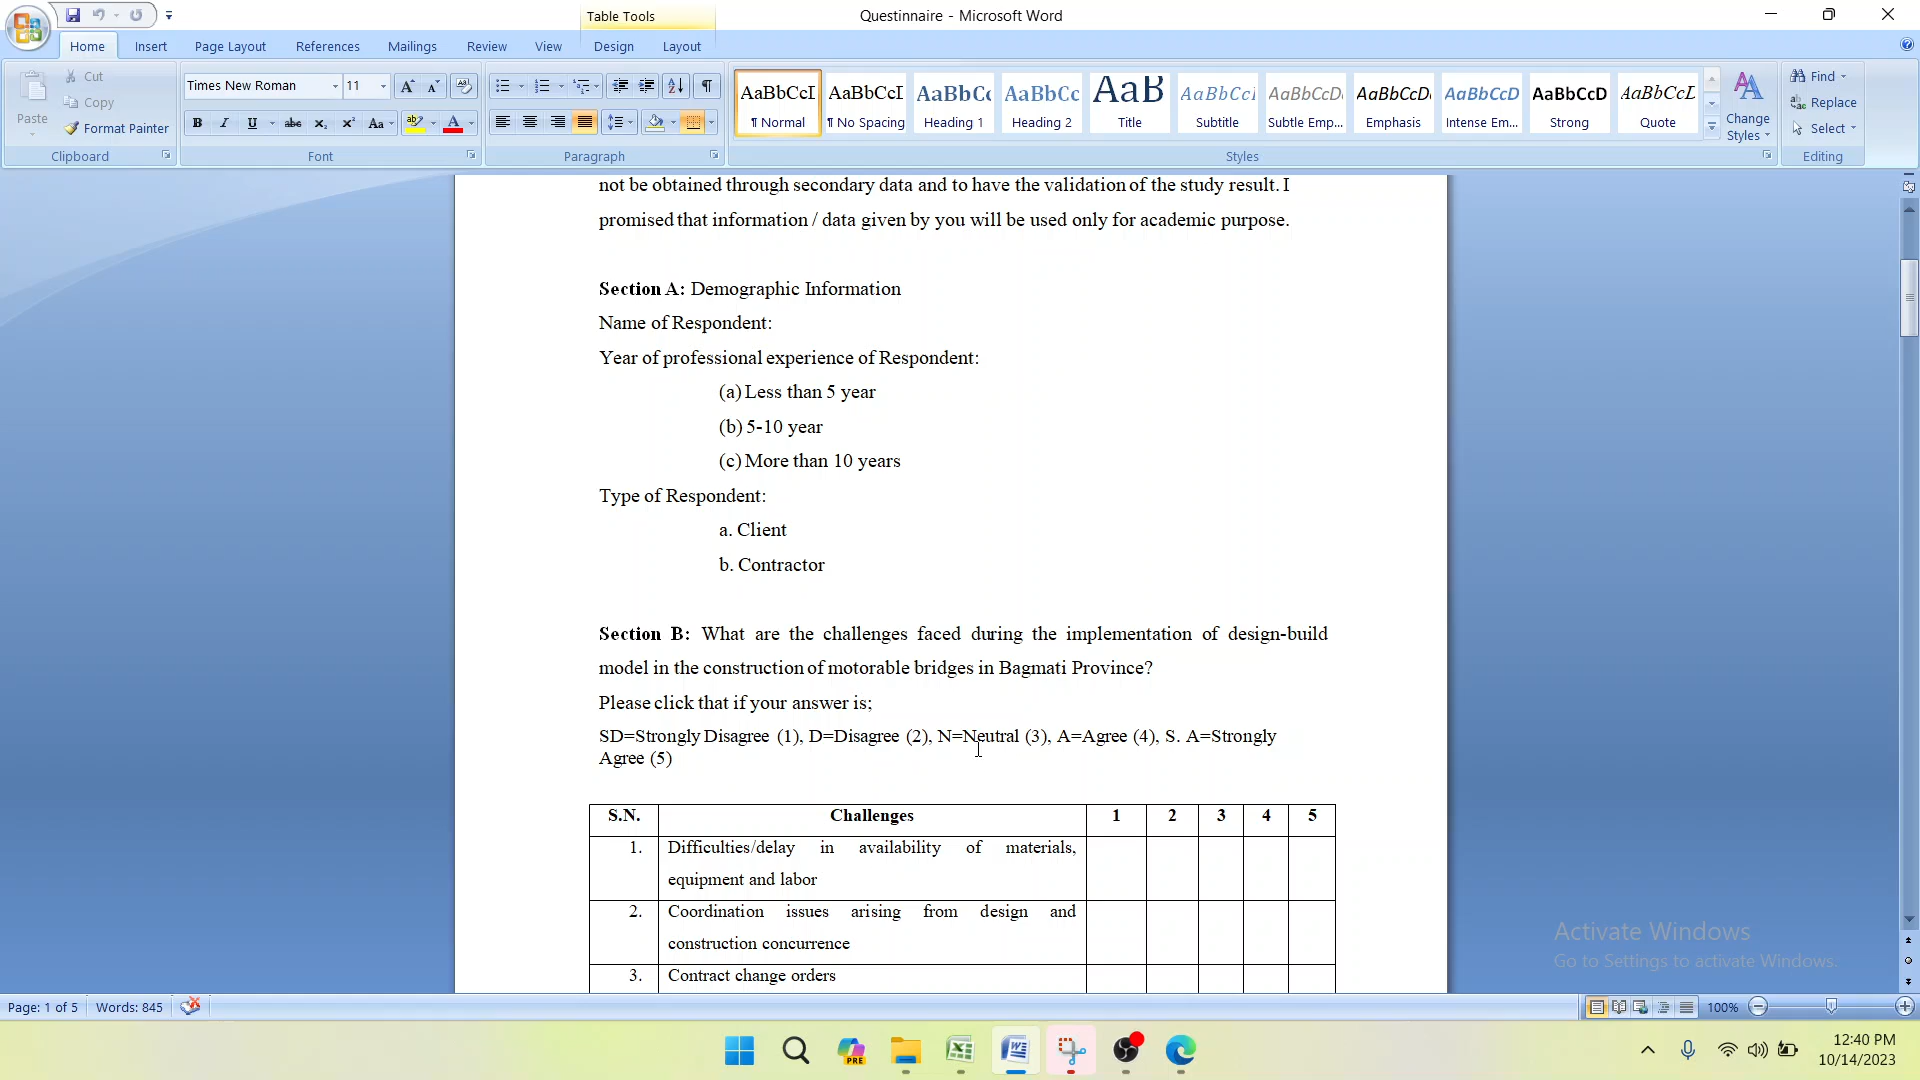 Table Tools
Questinnaire - Microsoft Word
Home Insert Page Layout References Mailings Review View Design Layout
Paste
Cut
Copy
Format Painter
Clipboard
Times New Roman 11
Font
Paragraph
AaBbCcI AaBbCcI AaBbCc AaBbCc AaB AaBbCcI AaBbCcD AaBbCcD AaBbCcD AaBbCcD AaBbCcL
¶ Normal ¶ No Spacing Heading 1 Heading 2 Title Subtitle Subtle Emp... Emphasis Intense Em... Strong Quote
Change Styles
Styles
Find
Replace
Select
Editing
not be obtained through secondary data and to have the validation of the study result. I
promised that information / data given by you will be used only for academic purpose.
Section A: Demographic Information
Name of Respondent:
Year of professional experience of Respondent:
(a) Less than 5 year
(b) 5-10 year
(c) More than 10 years
Type of Respondent:
a. Client
b. Contractor
Section B: What are the challenges faced during the implementation of design-build
model in the construction of motorable bridges in Bagmati Province?
Please click that if your answer is;
SD=Strongly Disagree (1), D=Disagree (2), N=Neutral (3), A=Agree (4), S. A=Strongly
Agree (5)
S.N. Challenges 1 2 3 4 5
1. Difficulties/delay in availability of materials,
equipment and labor
2. Coordination issues arising from design and
construction concurrence
3. Contract change orders
Activate Windows
Go to Settings to activate Windows.
Page: 1 of 5 Words: 845
100%
PRE
12:40 PM
10/14/2023